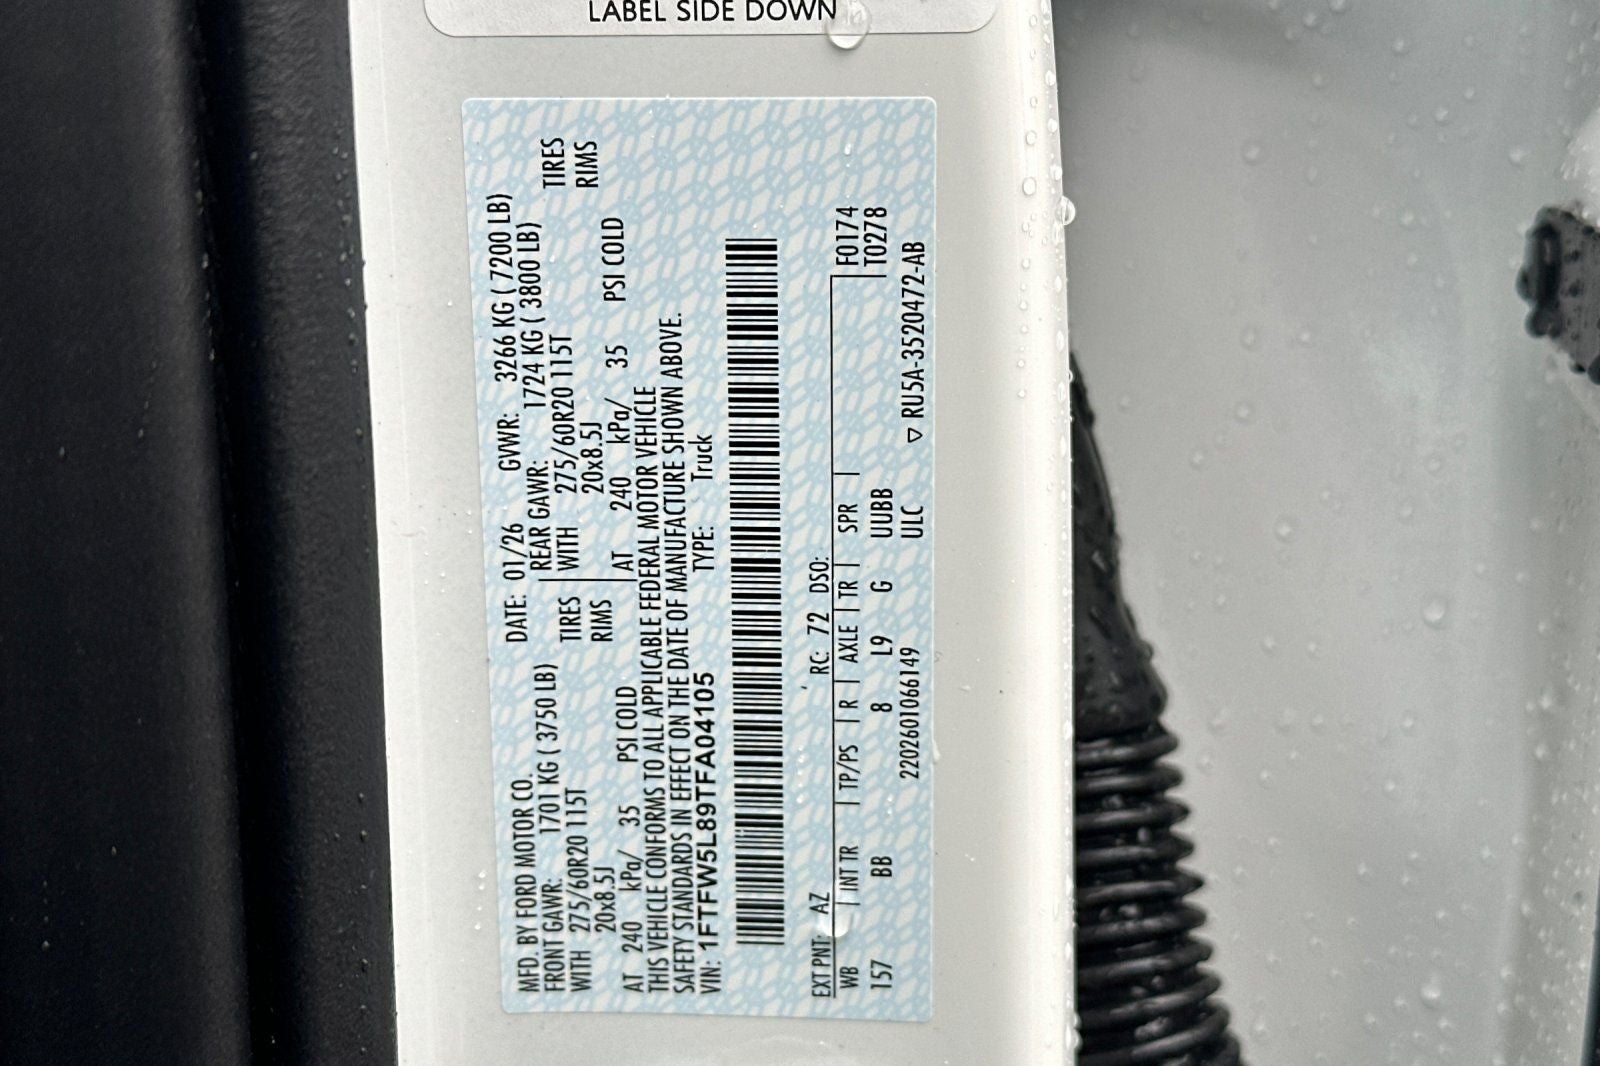 LABEL SIDE DOWN
MFD. BY FORD MOTOR CO. DATE: 01/26 GVWR: 3266 KG ( 7200 LB)
FRONT GAWR: 1701 KG ( 3750 LB) REAR GAWR: 1724 KG ( 3800 LB)
WITH 275/60R20 115T TIRES WITH 275/60R20 115T TIRES
20x8.5J RIMS 20x8.5J RIMS
AT 240 kPa/ 35 PSI COLD AT 240 kPa/ 35 PSI COLD
THIS VEHICLE CONFORMS TO ALL APPLICABLE FEDERAL MOTOR VEHICLE
SAFETY STANDARDS IN EFFECT ON THE DATE OF MANUFACTURE SHOWN ABOVE.
VIN: 1FTFW5L89TFA04105 TYPE: Truck
EXT PNT: AZ RC: 72 DSO: F0174
WB | INT TR | TP/PS | R | AXLE | TR | SPR | T0278
157 BB 8 L9 G UUBB
2202601066149 ULC ▽ RU5A-3520472-AB